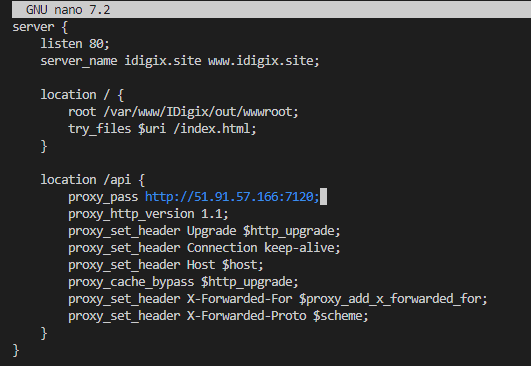 GNU nano 7.2
server {
    listen 80;
    server_name idigix.site www.idigix.site;

    location / {
        root /var/www/IDigix/out/wwwroot;
        try_files $uri /index.html;
    }

    location /api {
        proxy_pass http://51.91.57.166:7120;
        proxy_http_version 1.1;
        proxy_set_header Upgrade $http_upgrade;
        proxy_set_header Connection keep-alive;
        proxy_set_header Host $host;
        proxy_cache_bypass $http_upgrade;
        proxy_set_header X-Forwarded-For $proxy_add_x_forwarded_for;
        proxy_set_header X-Forwarded-Proto $scheme;
    }
}